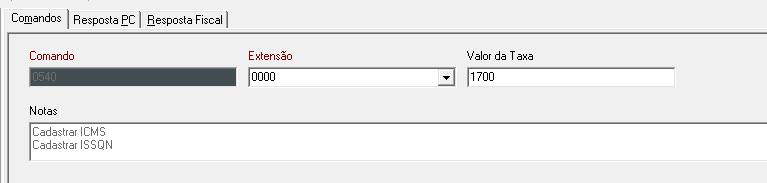 Comandos Resposta PC Resposta Fiscal
Comando Extensão Valor da Taxa
0540 0000 1700
Notas
Cadastrar ICMS
Cadastrar ISSQN